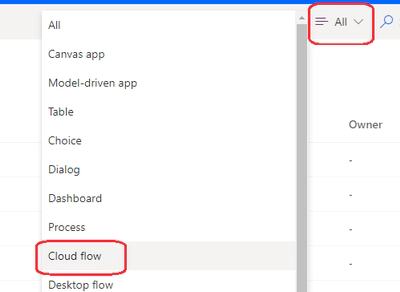 All
All
Canvas app
Model-driven app
Table
Choice
Owner
Dialog
-
Dashboard
-
Process
-
Cloud flow
-
Desktop flow